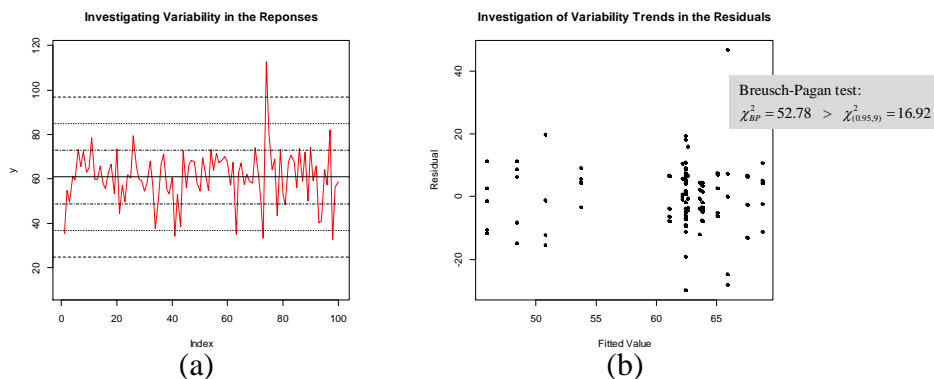 Investigating Variability in the Reponses
y
120
100
80
60
40
20
0
20
40
60
80
100
Index
(a)
Investigation of Variability Trends in the Residuals
Residual
40
20
0
-20
50
55
60
65
Fitted Value
(b)
Breusch-Pagan test:
χ²_BP = 52.78 > χ²_(0.95,9) = 16.92